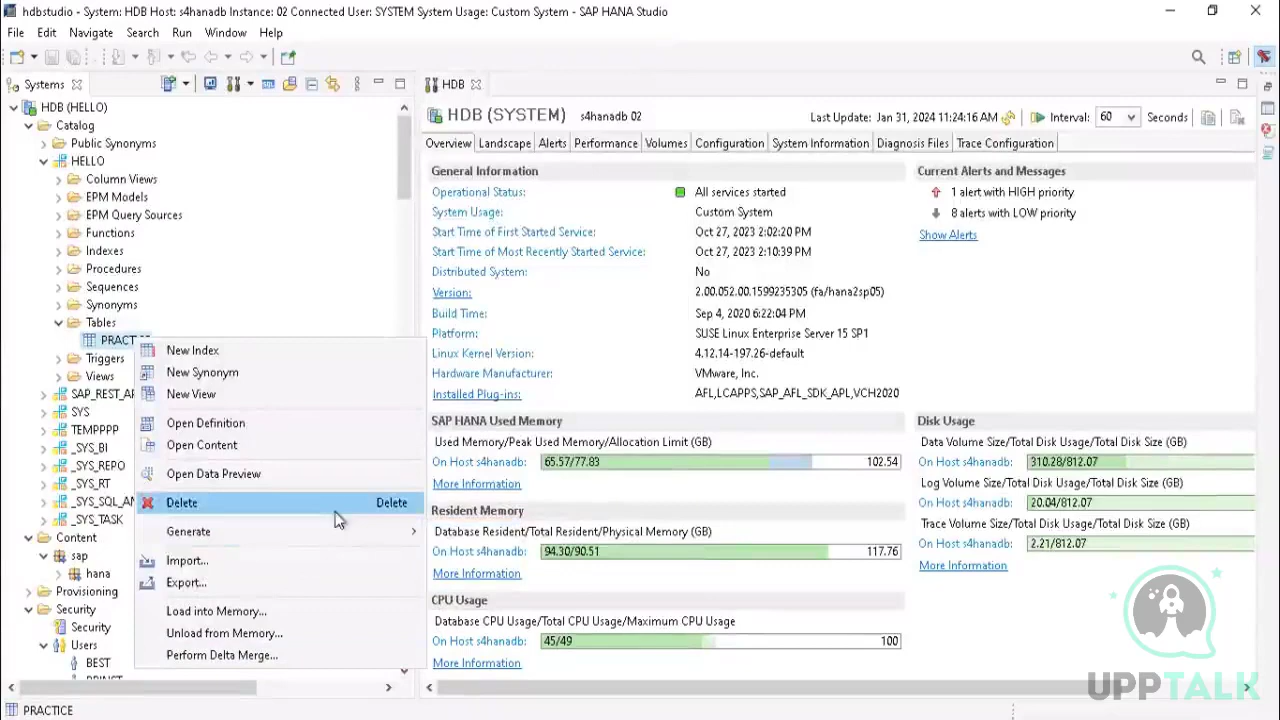 hdbstudio - System: HDB Host: s4hanadb Instance: 02 Connected User: SYSTEM System Usage: Custom System - SAP HANA Studio
File Edit Navigate Search Run Window Help
Systems
HDB (HELLO)
Catalog
Public Synonyms
HELLO
Column Views
EPM Models
EPM Query Sources
Functions
Indexes
Procedures
Sequences
Synonyms
Tables
Triggers
Views
SYS
TEMPPPP
_SYS_BI
_SYS_REPO
_SYS_RT
_SYS_TASK
Content
sap
hana
Provisioning
Security
Security
Users
BEST
New Index
New Synonym
New View
Open Definition
Open Content
Open Data Preview
Delete Delete
Generate
Import...
Export...
Load into Memory...
Unload from Memory...
Perform Delta Merge...
HDB
HDB (SYSTEM) s4hanadb 02
Last Update: Jan 31, 2024 11:24:16 AM Interval: 60 Seconds
Overview Landscape Alerts Performance Volumes Configuration System Information Diagnosis Files Trace Configuration
General Information
Operational Status: All services started
System Usage: Custom System
Start Time of First Started Service: Oct 27, 2023 2:02:20 PM
Start Time of Most Recently Started Service: Oct 27, 2023 2:10:39 PM
Distributed System: No
Version: 2.00.052.00.1599235305 (fa/hana2sp05)
Build Time: Sep 4, 2020 6:22:04 PM
Platform: SUSE Linux Enterprise Server 15 SP1
Linux Kernel Version: 4.12.14-197.26-default
Hardware Manufacturer: VMware, Inc.
Installed Plug-ins: AFL,LCAPPS,SAP_AFL_SDK_APL,VCH2020
Current Alerts and Messages
1 alert with HIGH priority
8 alerts with LOW priority
Show Alerts
SAP HANA Used Memory
Used Memory/Peak Used Memory/Allocation Limit (GB)
On Host s4hanadb: 65.57/77.83 102.54
More Information
Resident Memory
Database Resident/Total Resident/Physical Memory (GB)
On Host s4hanadb: 94.30/90.51 117.76
More Information
CPU Usage
Database CPU Usage/Total CPU Usage/Maximum CPU Usage
On Host s4hanadb: 45/49 100
More Information
Disk Usage
Data Volume Size/Total Disk Usage/Total Disk Size (GB)
On Host s4hanadb: 310.28/812.07
Log Volume Size/Total Disk Usage/Total Disk Size (GB)
On Host s4hanadb: 20.04/812.07
Trace Volume Size/Total Disk Usage/Total Disk Size (GB)
On Host s4hanadb: 2.21/812.07
More Information
UPPTALK
PRACTICE